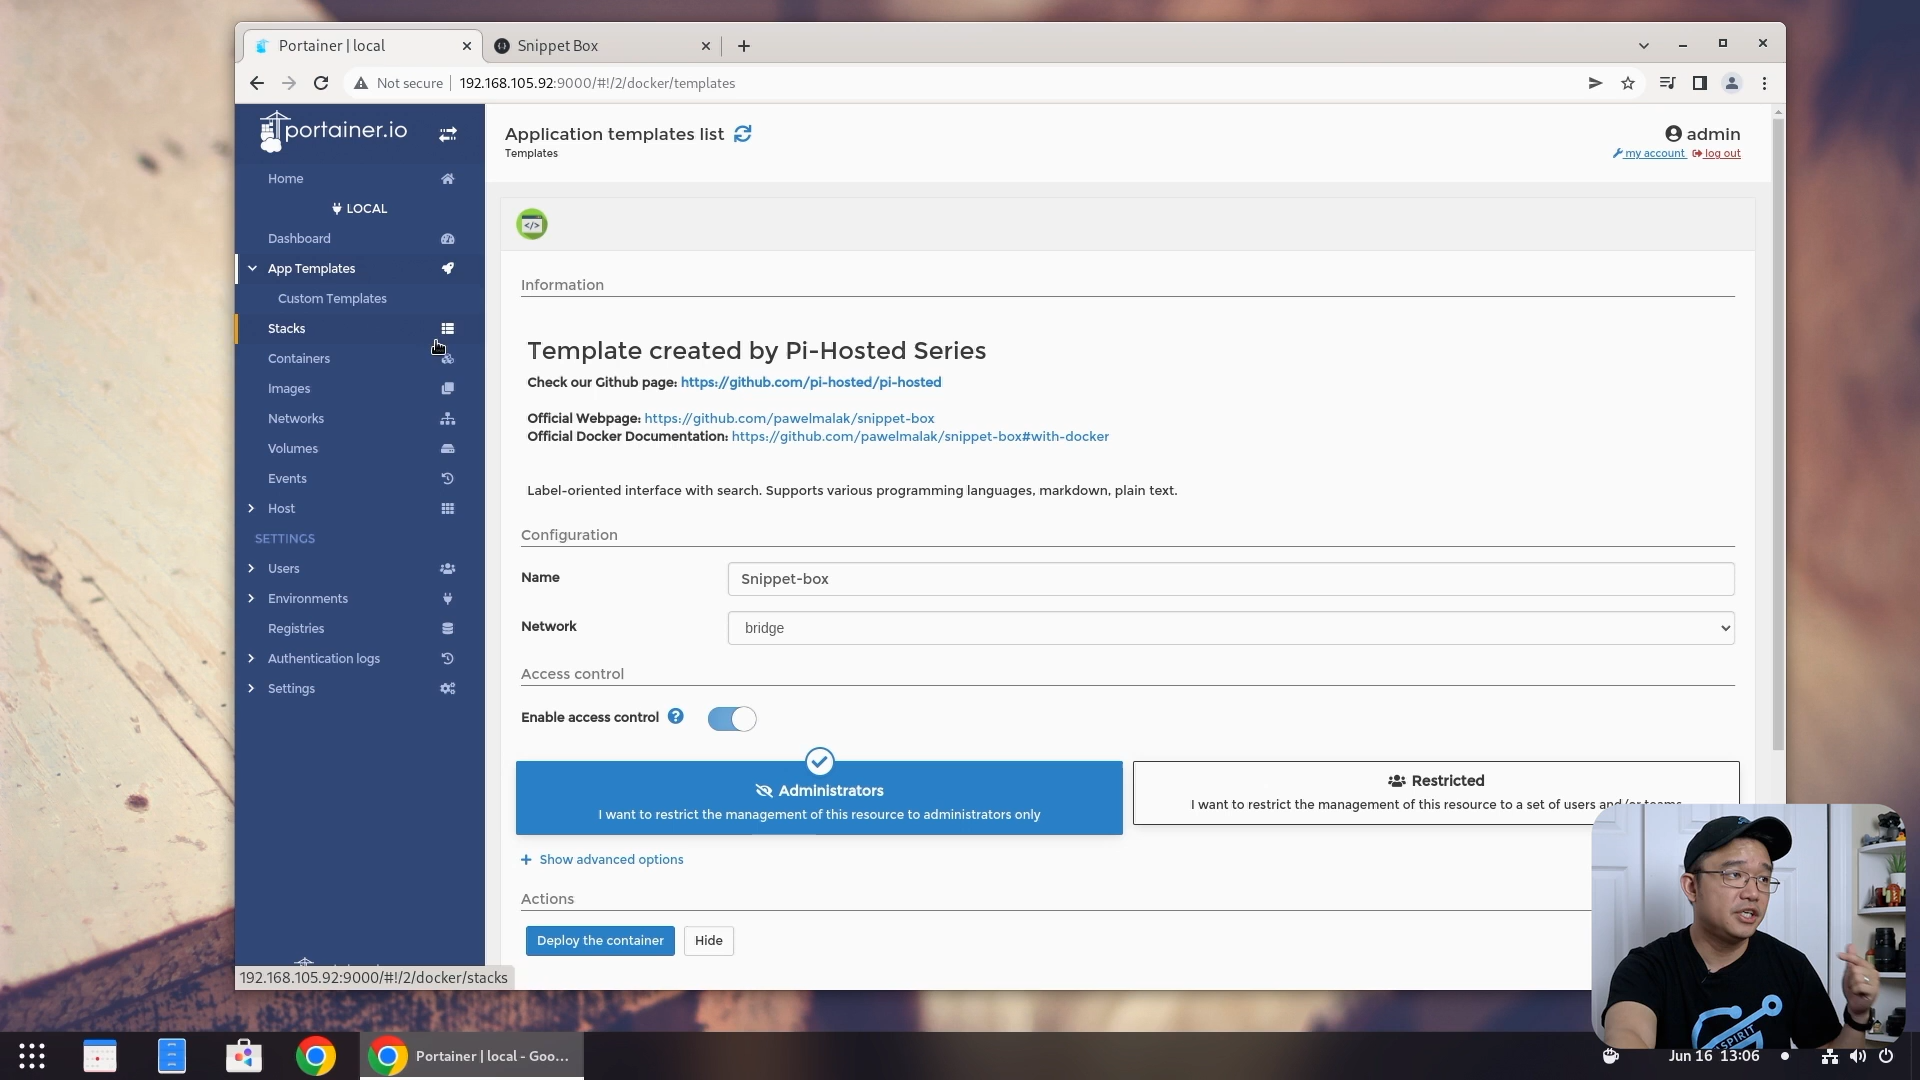 Portainer | local
Snippet Box
Not secure
192.168.105.92:9000/#!/2/docker/templates
portainer.io
Home
LOCAL
Dashboard
App Templates
Custom Templates
Stacks
Containers
Images
Networks
Volumes
Events
Host
SETTINGS
Users
Environments
Registries
Authentication logs
Settings
Application templates list
Templates
admin
my account
log out
Information
Template created by Pi-Hosted Series
Check our Github page: https://github.com/pi-hosted/pi-hosted
Official Webpage: https://github.com/pawelmalak/snippet-box
Official Docker Documentation: https://github.com/pawelmalak/snippet-box#with-docker
Label-oriented interface with search. Supports various programming languages, markdown, plain text.
Configuration
Name
Snippet-box
Network
bridge
Access control
Enable access control
Administrators
I want to restrict the management of this resource to administrators only
Restricted
I want to restrict the management of this resource to a set of users and/or teams
+ Show advanced options
Actions
Deploy the container
Hide
192.168.105.92:9000/#!/2/docker/stacks
Portainer | local - Goo...
Jun 16 13:06